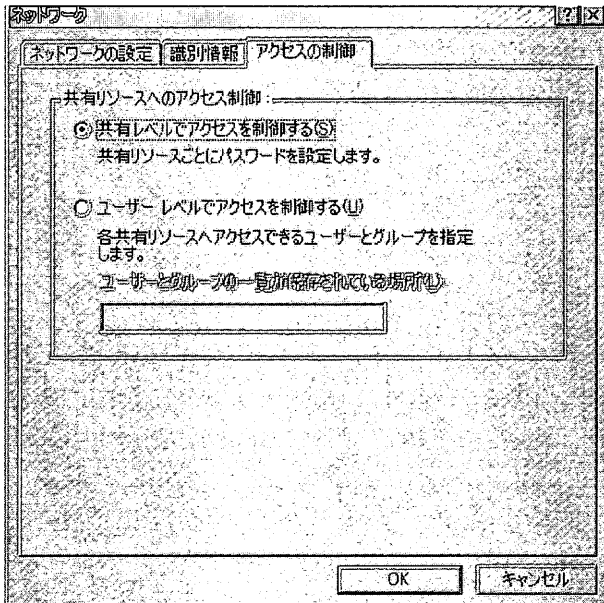 ネットワーク
ネットワークの設定 識別情報 アクセスの制御
共有リソースへのアクセス制御:
共有レベルでアクセスを制御する(S)
共有リソースごとにパスワードを設定します。
ユーザー レベルでアクセスを制御する(U)
各共有リソースへアクセスできるユーザーとグループを指定
します。
ユーザーとグループの一覧が保存されている場所(L)
OK キャンセル